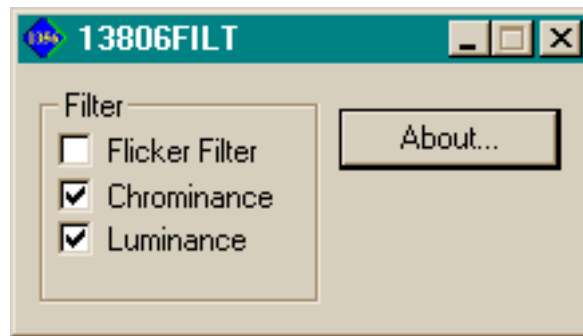 13806FILT
Filter
Flicker Filter
Chrominance
Luminance
About...